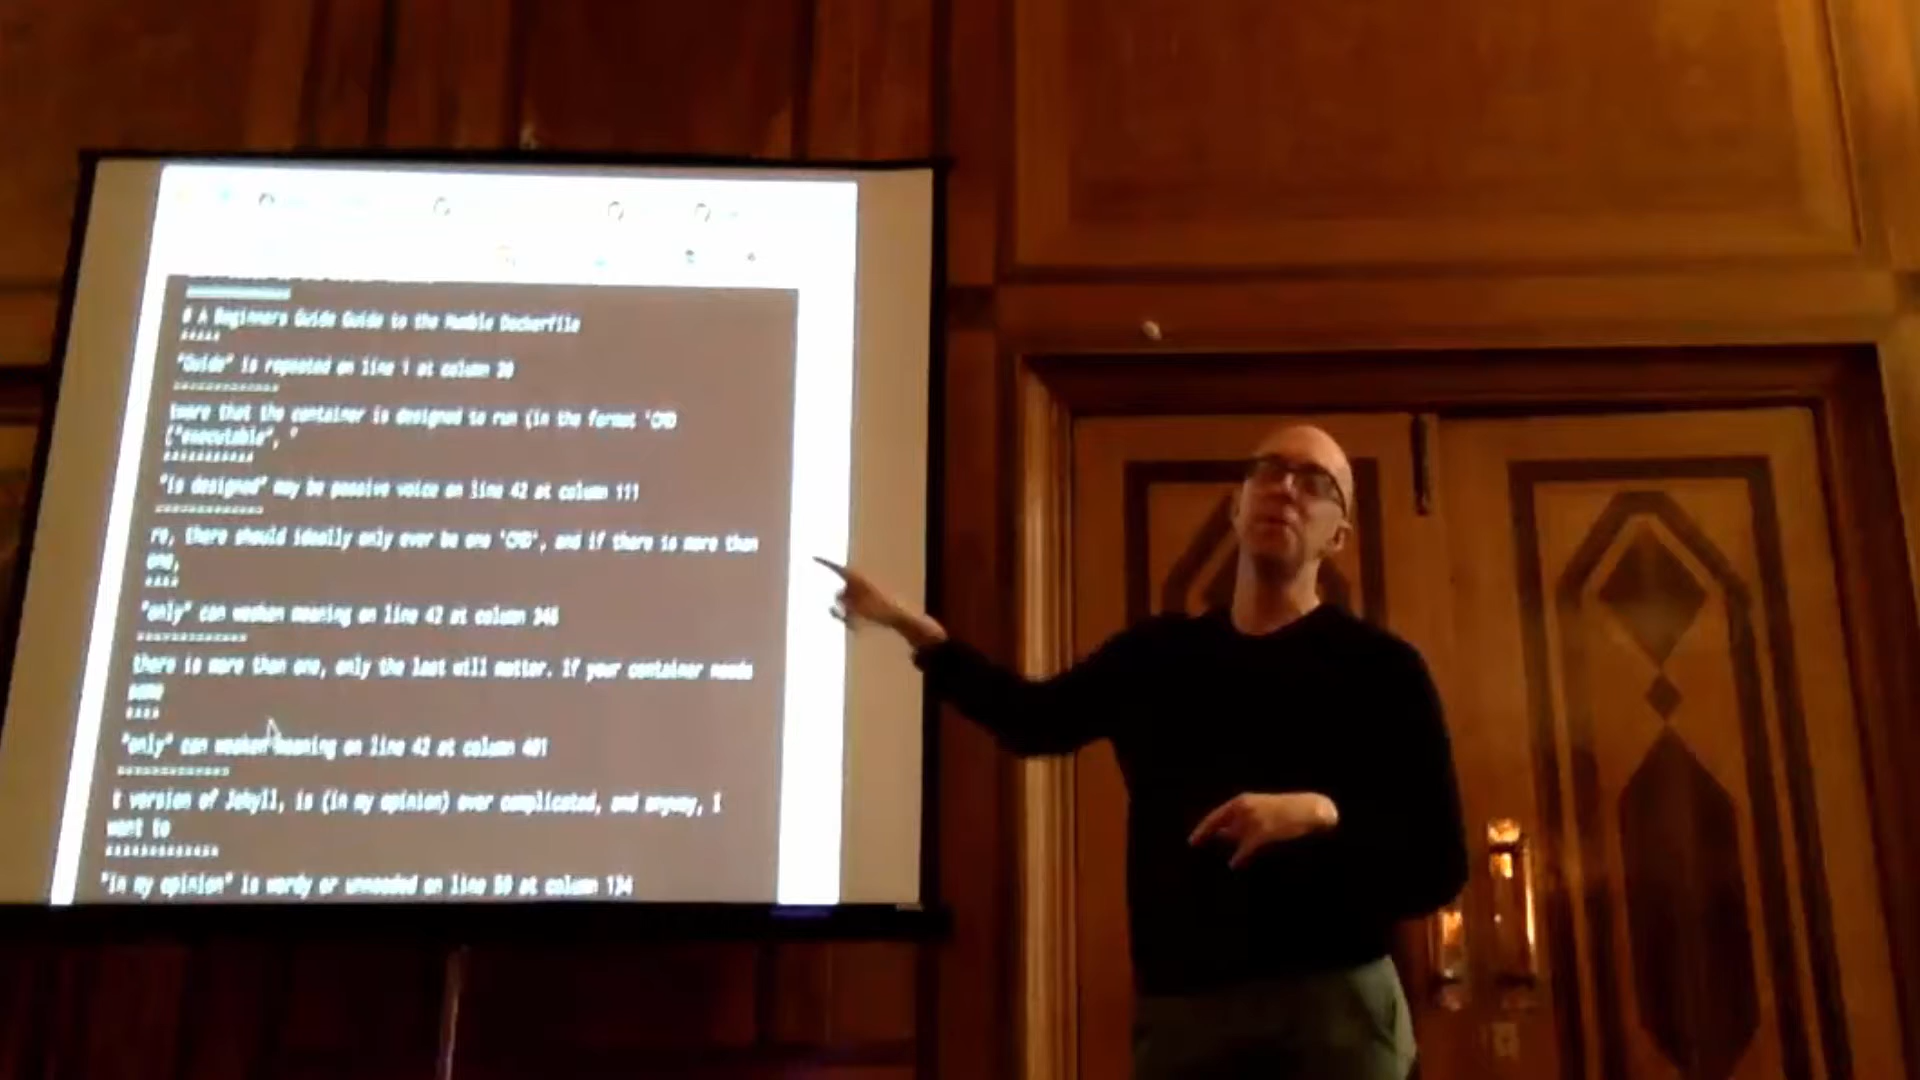 # A Beginners Guide Guide to the Humble Dockerfile
"Guide" is repeated on line 1 at column 20
tware that the container is designed to run (in the format 'CMD
["executable", "
"is designed" may be passive voice on line 42 at column 111
re, there should ideally only ever be one 'CMD', and if there is more than
one,
"only" can weaken meaning on line 42 at column 346
there is more than one, only the last will matter. If your container needs
some
"only" can weaken meaning on line 42 at column 401
t version of Jekyll, is (in my opinion) over complicated, and anyway, I
want to
"in my opinion" is wordy or unneeded on line 59 at column 134